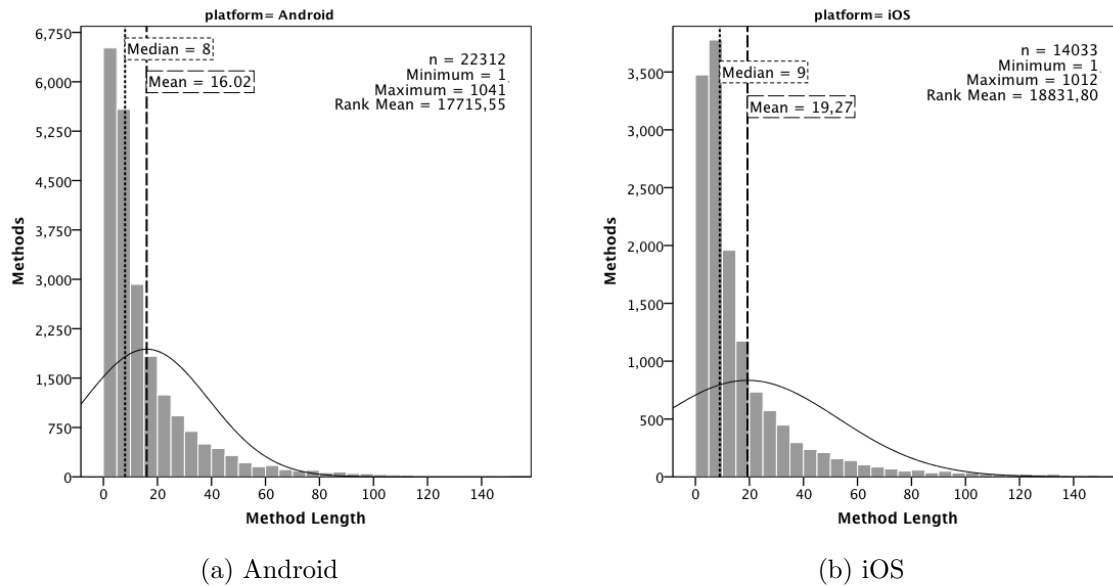 platform= Android
6,750
6,000
5,250
4,500
3,750
3,000
2,250
1,500
750
0
Methods
Median = 8
Mean = 16.02
n = 22312
Minimum = 1
Maximum = 1041
Rank Mean = 17715,55
0 20 40 60 80 100 120 140
Method Length
(a) Android
platform= iOS
3,500
3,000
2,500
2,000
1,500
1,000
500
0
Methods
Median = 9
Mean = 19,27
n = 14033
Minimum = 1
Maximum = 1012
Rank Mean = 18831,80
0 20 40 60 80 100 120 140
Method Length
(b) iOS